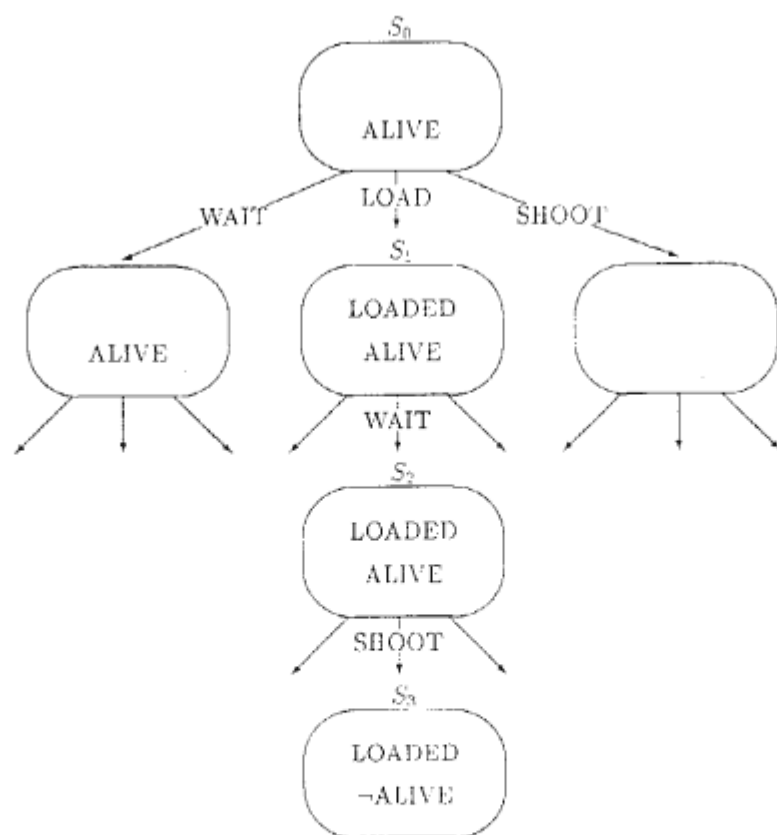 S₀
ALIVE
WAIT LOAD SHOOT
S₁
ALIVE
LOADED
ALIVE
WAIT
S₂
LOADED
ALIVE
SHOOT
S₃
LOADED
¬ALIVE